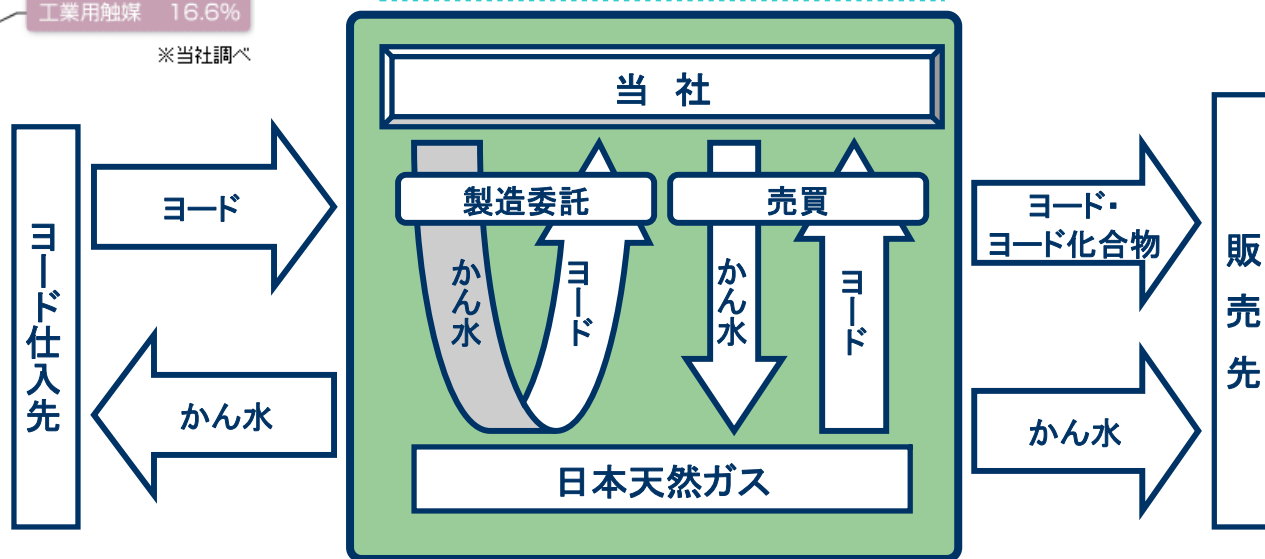 工業用触媒 16.6%
※当社調べ
当 社
製造委託
売買
ヨード
ヨード仕入先
かん水
かん水
ヨード
かん水
ヨード
日本天然ガス
ヨード・
ヨード化合物
かん水
販売先